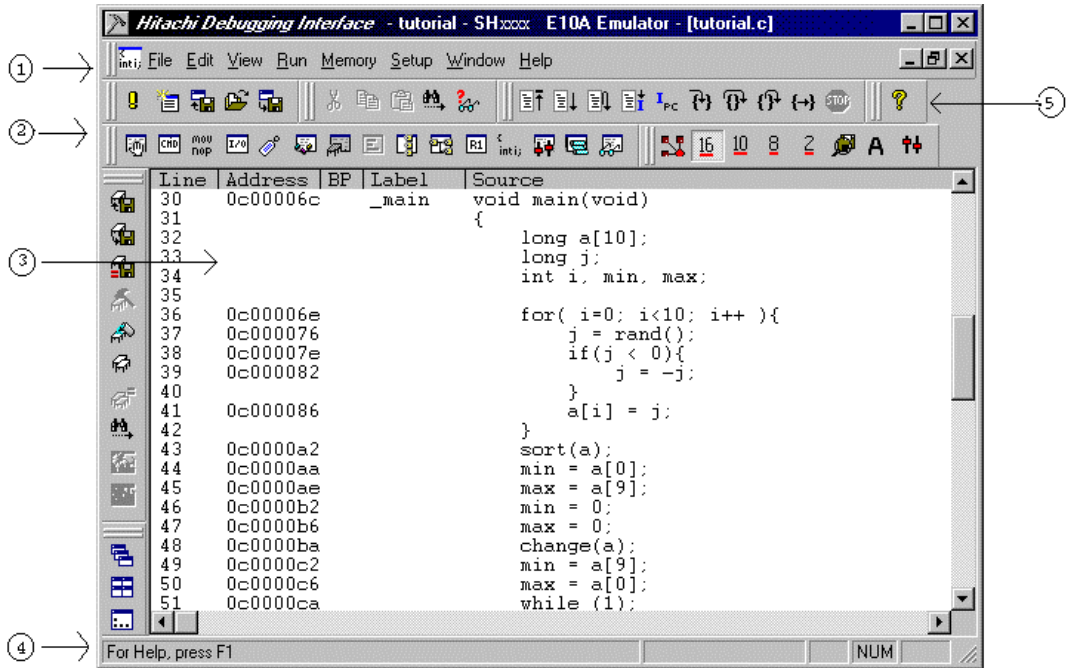 Hitachi Debugging Interface - tutorial - SHxxxx E10A Emulator - [tutorial.c]
1
inti; File Edit View Run Memory Setup Window Help
PC STOP ?
5
2
CMD mov nop I/O R1 inti; 16 10 8 2 A
Line Address BP Label Source
30 0c00006c _main void main(void)
31 {
32 long a[10];
3
33 long j;
34 int i, min, max;
35
36 0c00006e for( i=0; i<10; i++ ){
37 0c000076 j = rand();
38 0c00007e if(j < 0){
39 0c000082 j = -j;
40 }
41 0c000086 a[i] = j;
42 }
43 0c0000a2 sort(a);
44 0c0000aa min = a[0];
45 0c0000ae max = a[9];
46 0c0000b2 min = 0;
47 0c0000b6 max = 0;
48 0c0000ba change(a);
49 0c0000c2 min = a[9];
50 0c0000c6 max = a[0];
51 0c0000ca while (1);
4
For Help, press F1 NUM